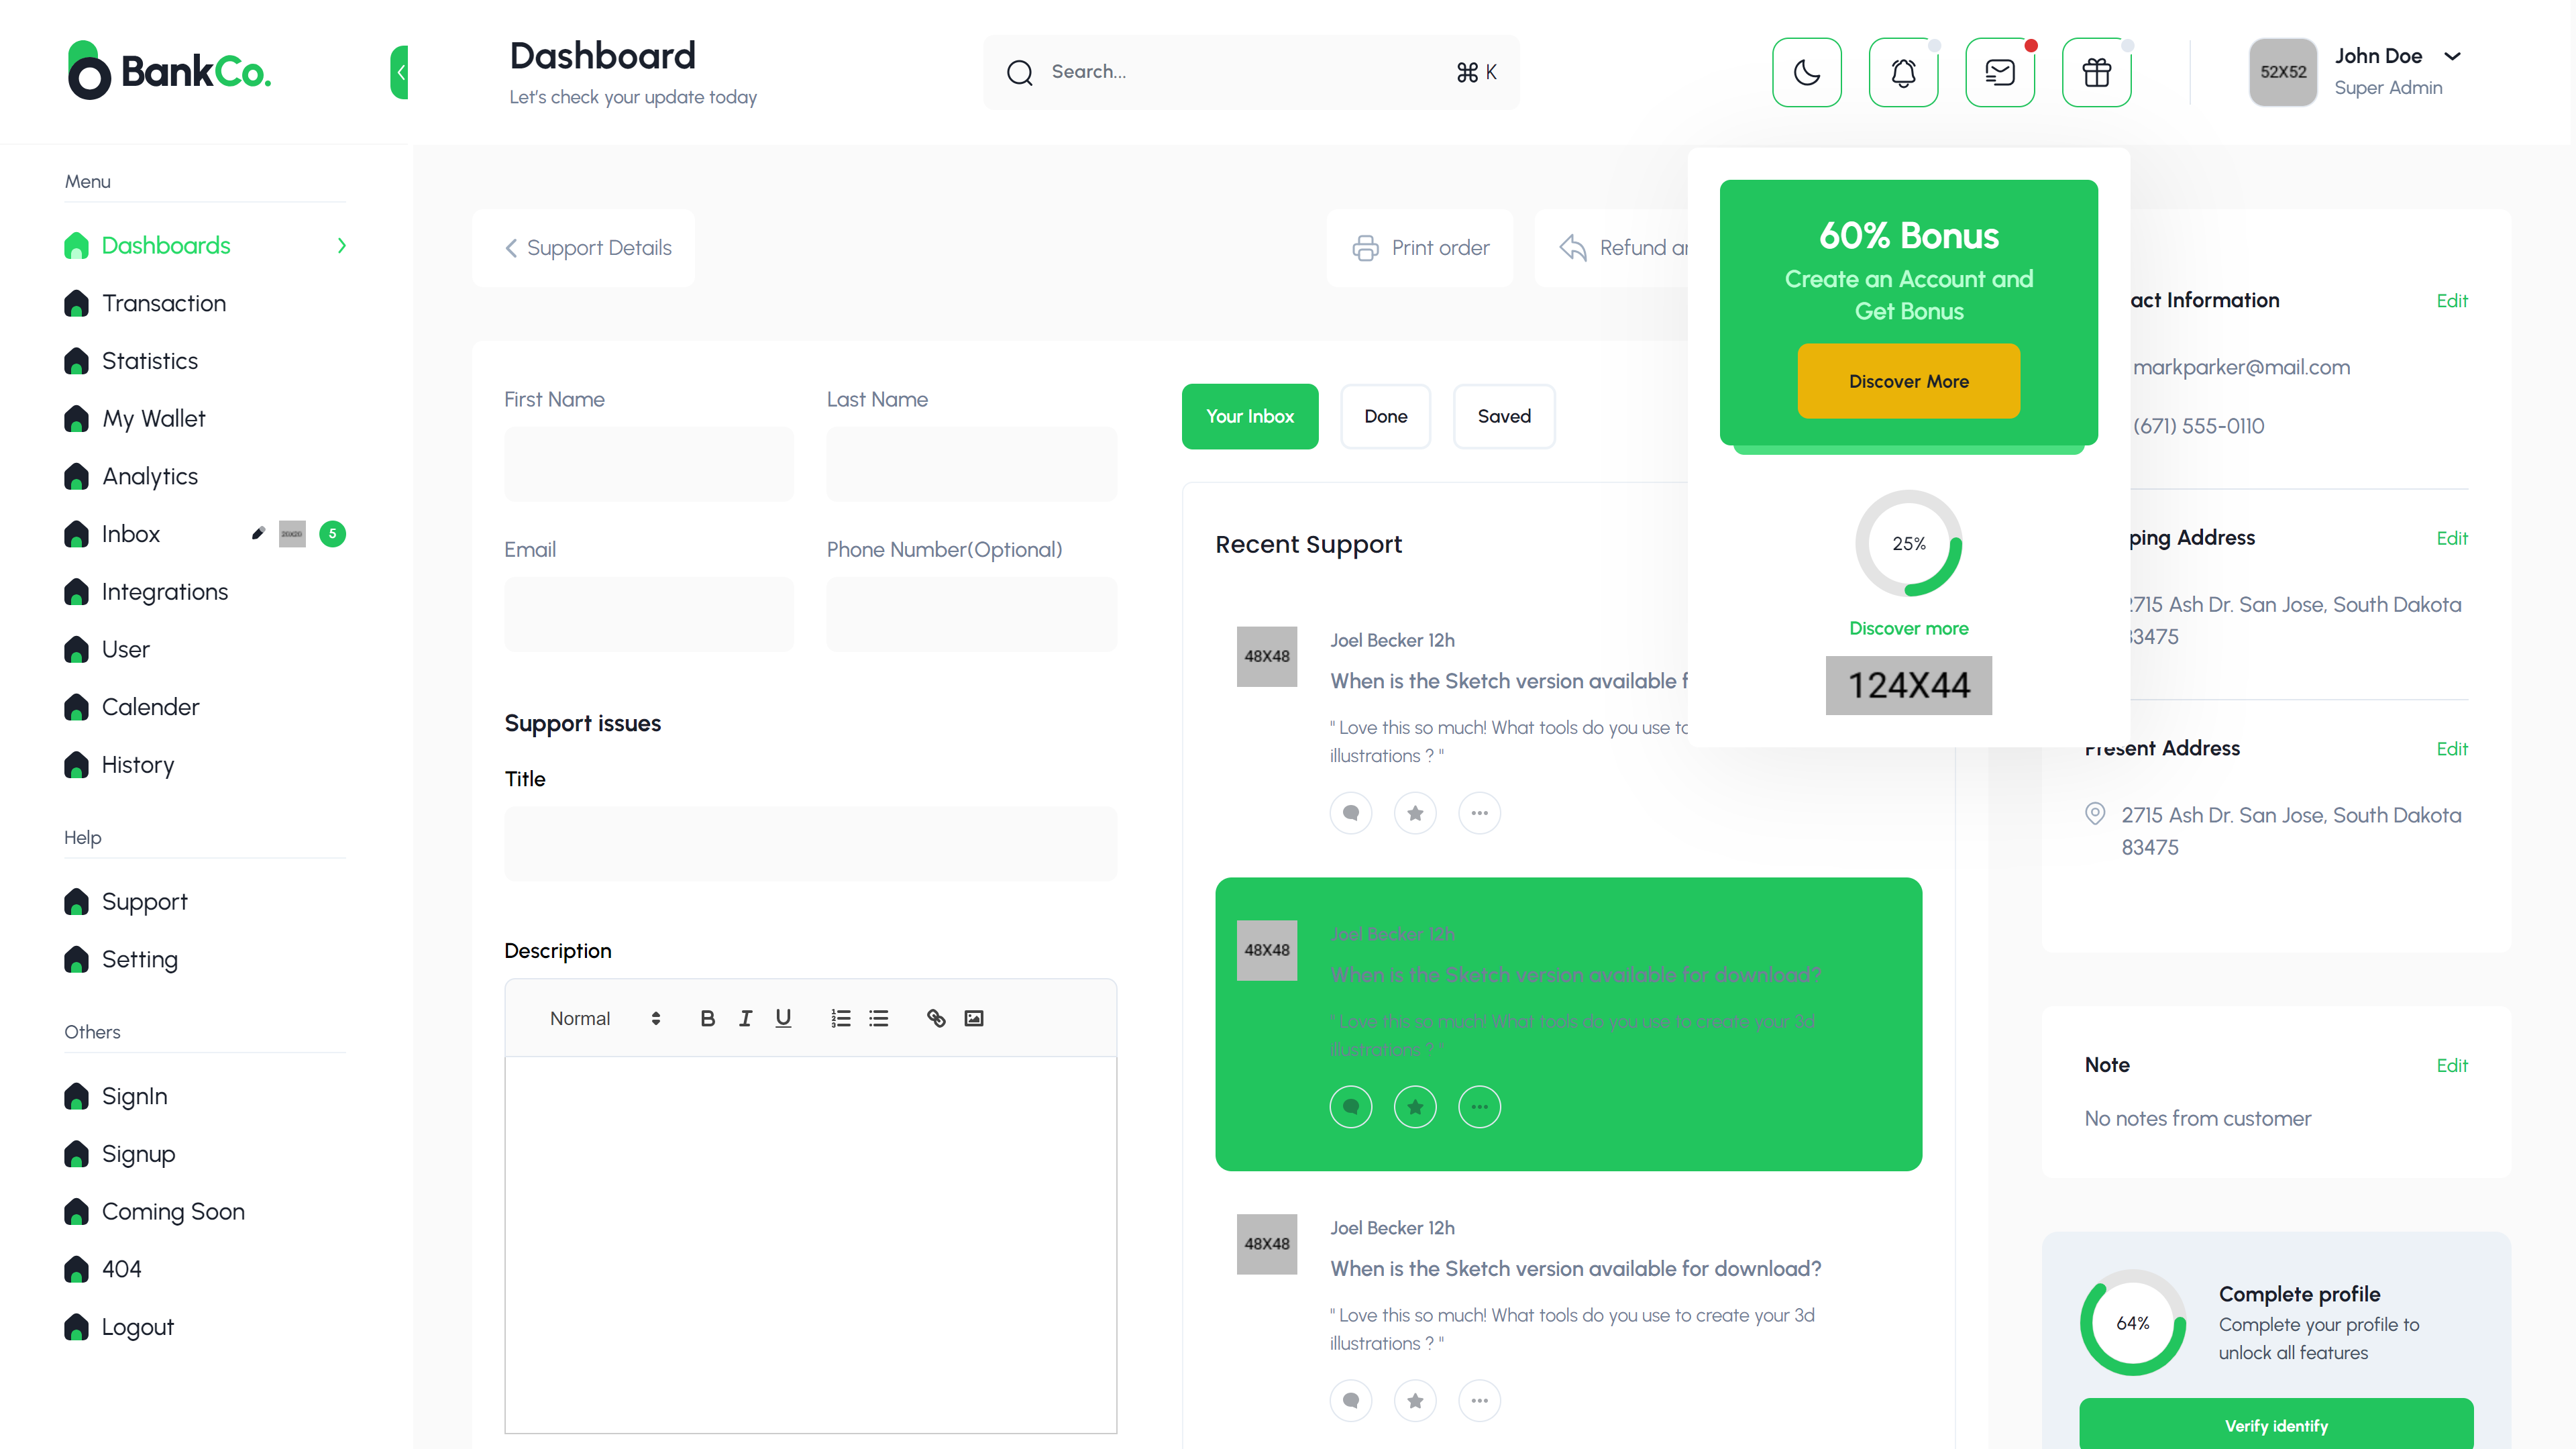 BankCo.
Dashboard
Let's check your update today
Search...
⌘ K
52X52
John Doe
Super Admin
Menu
Dashboards
Transaction
Statistics
My Wallet
Analytics
Inbox
20X20
5
Integrations
User
Calender
History
Help
Support
Setting
Others
SignIn
Signup
Coming Soon
404
Logout
Support Details
Print order
Refund
First Name
Last Name
Email
Phone Number(Optional)
Support issues
Title
Description
Normal
Your Inbox
Done
Saved
Recent Support
48X48
Joel Becker 12h
When is the Sketch version available
" Love this so much! What tools do you use to
illustrations ? "
48X48
Joel Becker 12h
When is the Sketch version available for download?
" Love this so much! What tools do you use to create your 3d
illustrations ? "
48X48
Joel Becker 12h
When is the Sketch version available for download?
" Love this so much! What tools do you use to create your 3d
illustrations ? "
60% Bonus
Create an Account and
Get Bonus
Discover More
25%
Discover more
124X44
act Information
Edit
markparker@mail.com
(671) 555-0110
ping Address
Edit
2715 Ash Dr. San Jose, South Dakota
83475
Present Address
Edit
2715 Ash Dr. San Jose, South Dakota
83475
Note
Edit
No notes from customer
64%
Complete profile
Complete your profile to
unlock all features
Verify identify